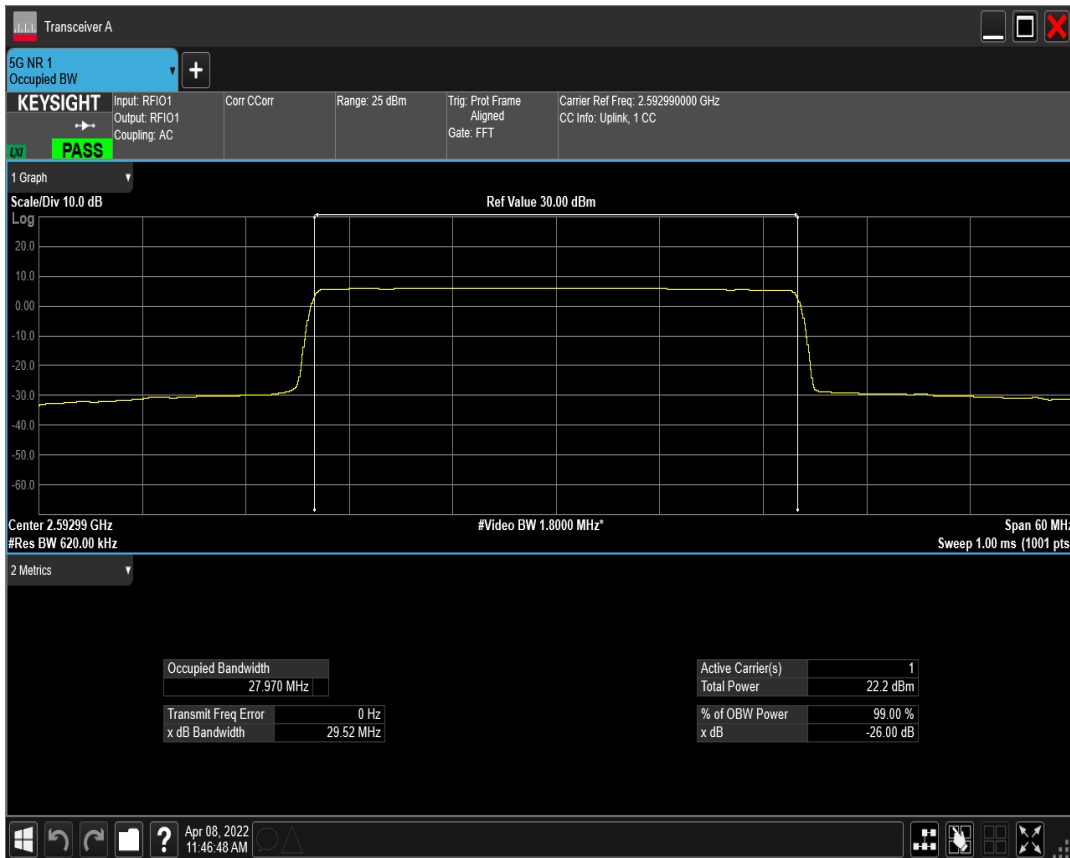 Transceiver A
5G NR 1
Occupied BW
+
KEYSIGHT
LXI
PASS
Input: RFIO1
Output: RFIO1
Coupling: AC
Corr CCorr
Range: 25 dBm
Trig: Prot Frame
Aligned
Gate: FFT
Carrier Ref Freq: 2.592990000 GHz
CC Info: Uplink, 1 CC
1 Graph
Scale/Div 10.0 dB
Ref Value 30.00 dBm
Log
20.0
10.0
0.00
-10.0
-20.0
-30.0
-40.0
-50.0
-60.0
Center 2.59299 GHz
#Video BW 1.8000 MHz*
Span 60 MHz
#Res BW 620.00 kHz
Sweep 1.00 ms (1001 pts
2 Metrics
Occupied Bandwidth
27.970 MHz
Transmit Freq Error 0 Hz
x dB Bandwidth 29.52 MHz
Active Carrier(s) 1
Total Power 22.2 dBm
% of OBW Power 99.00 %
x dB -26.00 dB
?
Apr 08, 2022
11:46:48 AM